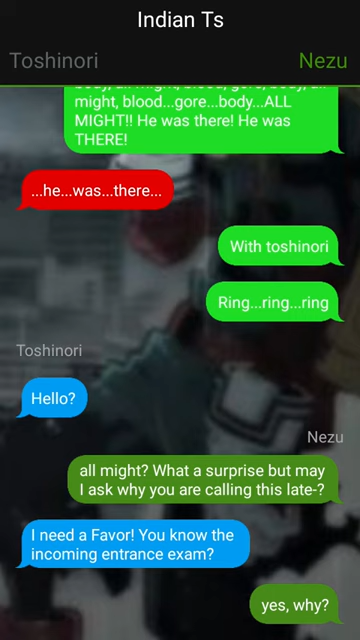 Indian Ts
Toshinori Nezu
might, blood...gore...body...ALL
MIGHT!! He was there! He was
THERE!
...he...was...there...
With toshinori
Ring...ring...ring
Toshinori
Hello?
Nezu
all might? What a surprise but may
I ask why you are calling this late-?
I need a Favor! You know the
incoming entrance exam?
yes, why?